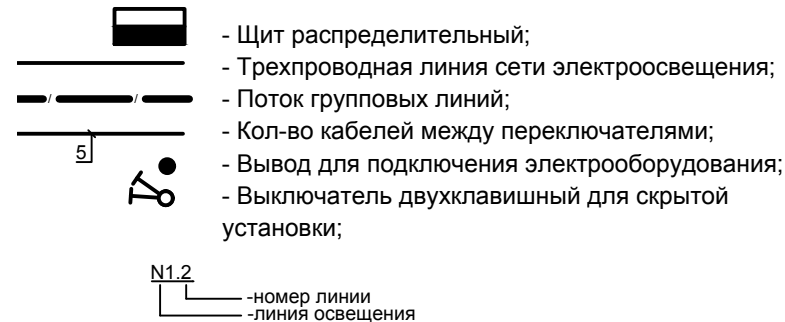 - Щит распределительный;
- Трехпроводная линия сети электроосвещения;
- Поток групповых линий;
- Кол-во кабелей между переключателями;
5
- Вывод для подключения электрооборудования;
- Выключатель двухклавишный для скрытой
установки;
N1.2
-номер линии
-линия освещения